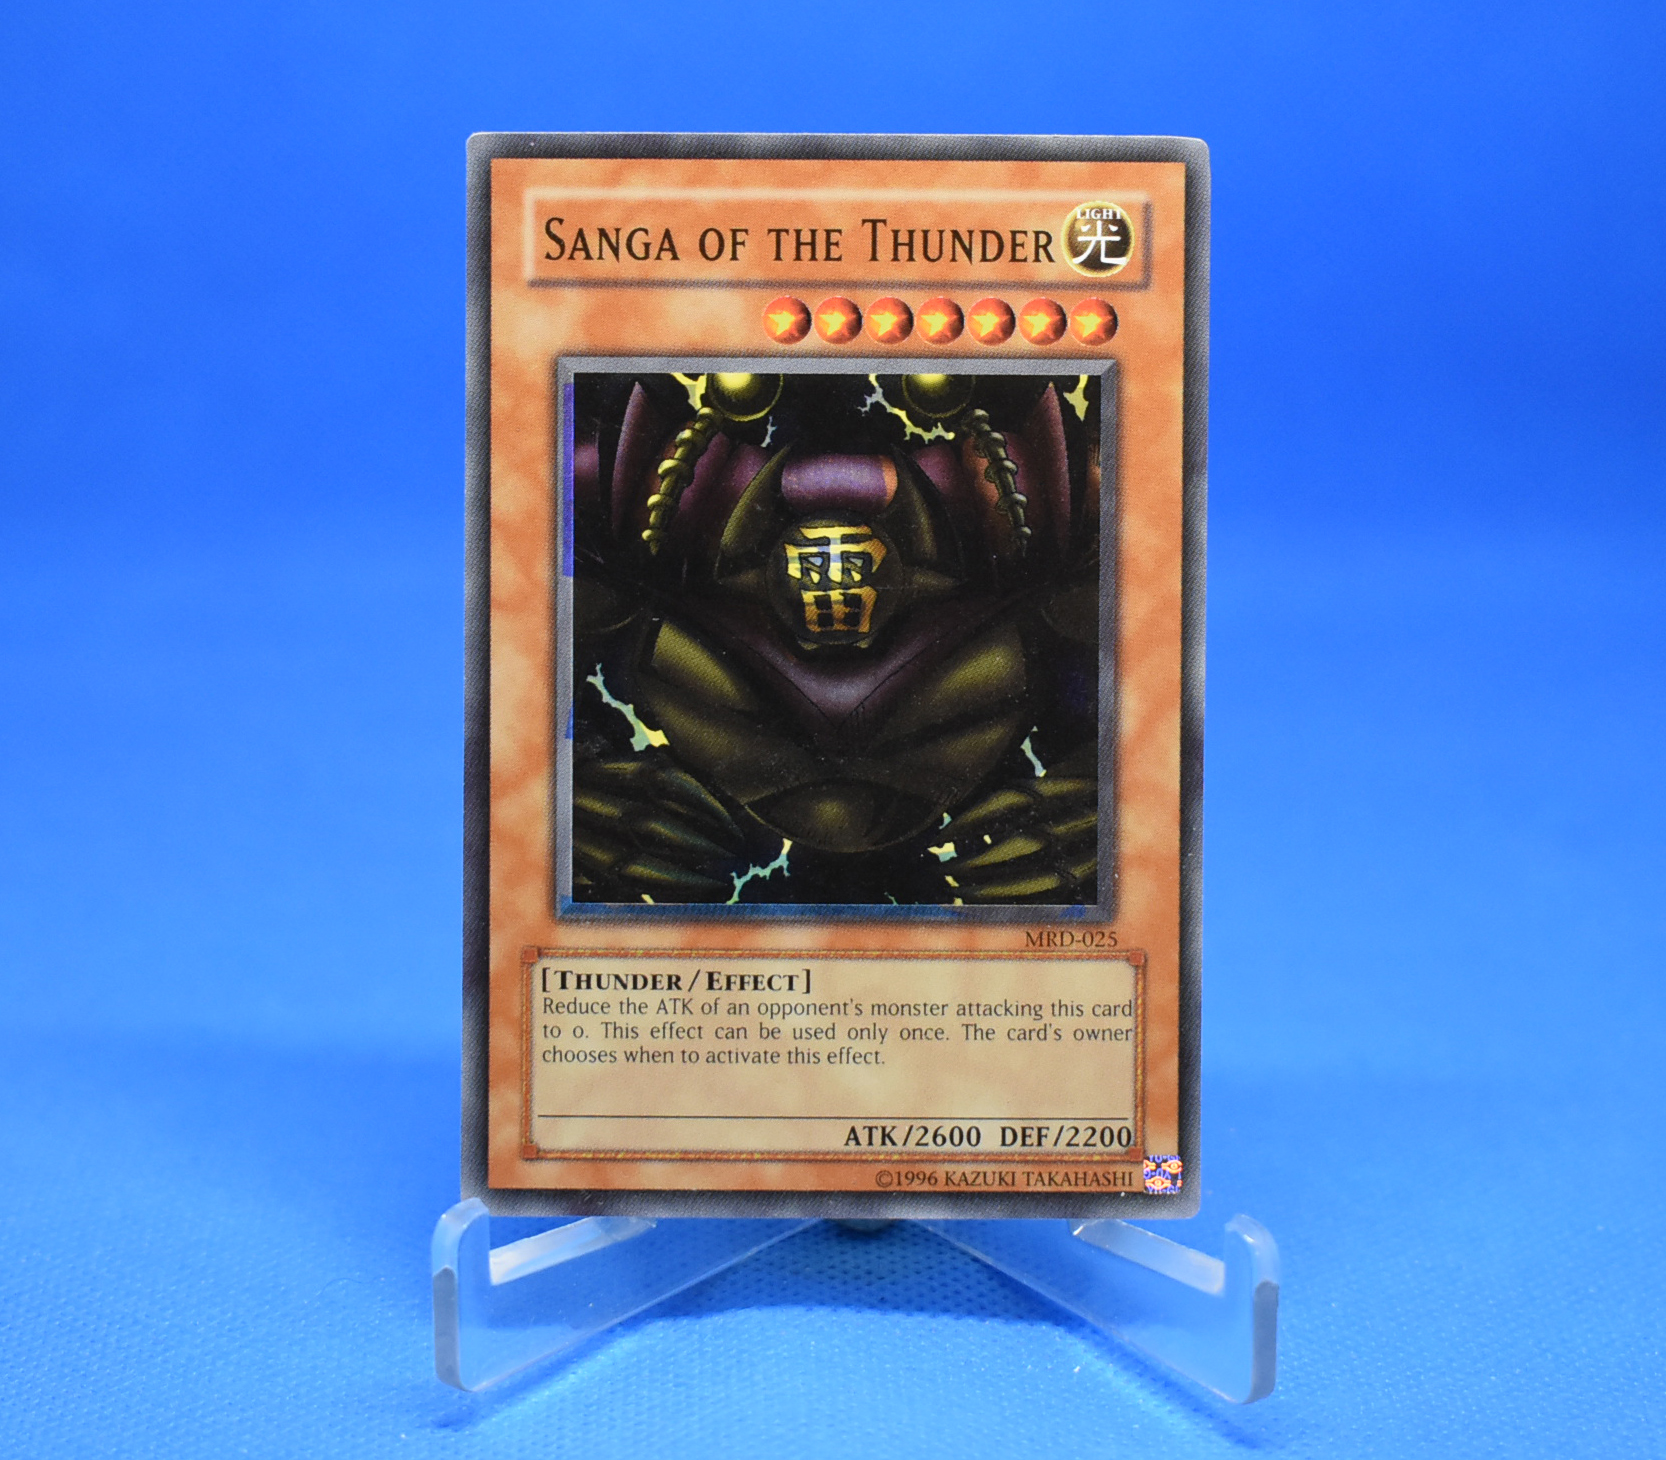 SANGA OF THE THUNDER
LIGHT
光
雷
MRD-025
[THUNDER/EFFECT]
Reduce the ATK of an opponent's monster attacking this card
to 0. This effect can be used only once. The card's owner
chooses when to activate this effect.
ATK/2600 DEF/2200
©1996 KAZUKI TAKAHASHI